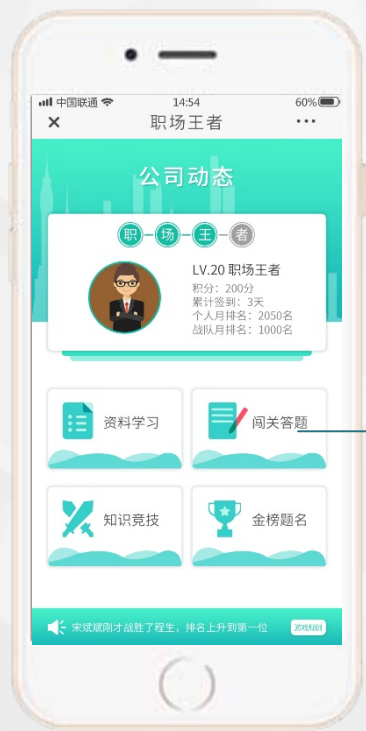 中国联通 14:54 60%
职场王者
公司动态
职-场-王-者
LV.20 职场王者
积分：200分
累计签到：3天
个人月排名：2050名
战队月排名：1000名
资料学习
闯关答题
知识竞技
金榜题名
宋斌斌刚才战胜了程生，排名上升到第一位
游戏规则